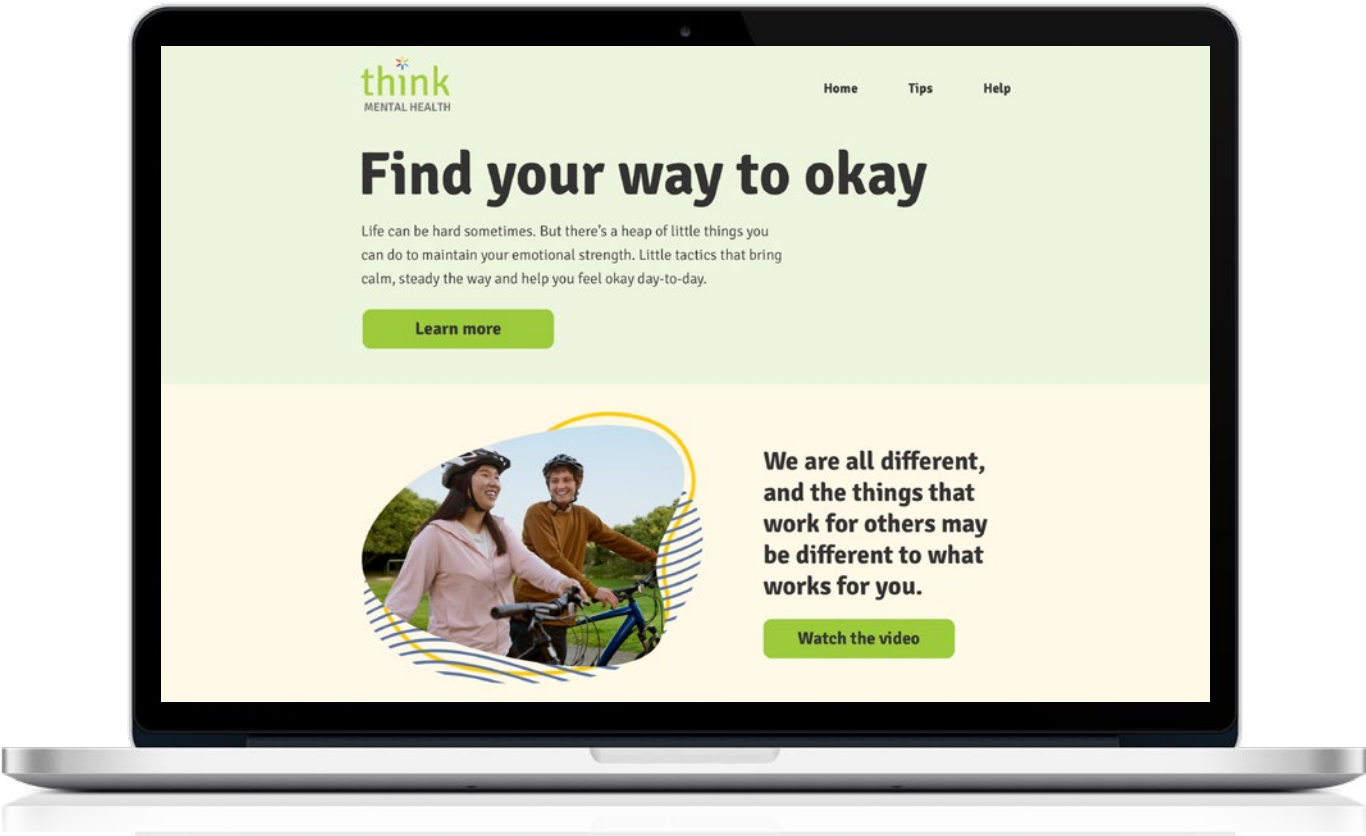 think
MENTAL HEALTH
Home Tips Help
Find your way to okay
Life can be hard sometimes. But there's a heap of little things you
can do to maintain your emotional strength. Little tactics that bring
calm, steady the way and help you feel okay day-to-day.
Learn more
We are all different,
and the things that
work for others may
be different to what
works for you.
Watch the video